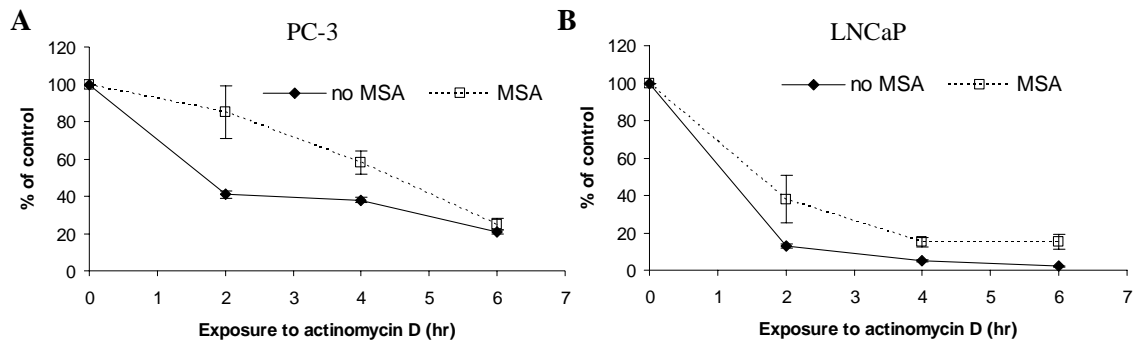 A
PC-3
120
100
80
60
40
20
0
% of control
no MSA
MSA
0 1 2 3 4 5 6 7
Exposure to actinomycin D (hr)
B
LNCaP
120
100
80
60
40
20
0
% of control
no MSA
MSA
0 1 2 3 4 5 6 7
Exposure to actinomycin D (hr)